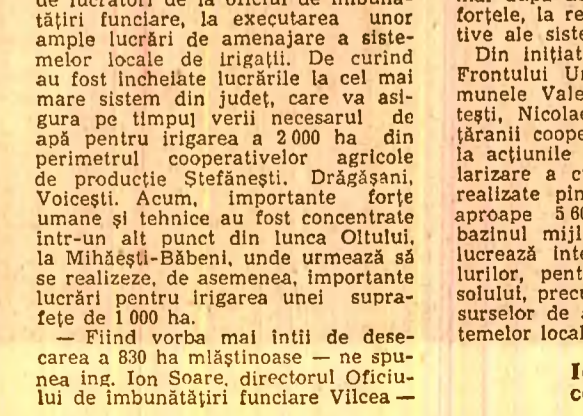 de lucrători de la oficiul de îmbună-
tățiri funciare, la executarea unor
ample lucrări de amenajare a siste-
melor locale de irigații. De curînd
au fost încheiate lucrările la cel mai
mare sistem din județ, care va asi-
gura pe timpul verii necesarul de
apă pentru irigarea a 2 000 ha din
perimetrul cooperativelor agricole
de producție Ștefănești, Drăgășani,
Voicești. Acum, importante forțe
umane și tehnice au fost concentrate
într-un alt punct din lunca Oltului,
la Mihăești-Băbeni, unde urmează să
se realizeze, de asemenea, importante
lucrări pentru irigarea unei supra-
fețe de 1 000 ha.
— Fiind vorba mai întîi de dese-
carea a 830 ha mlăștinoase — ne spu-
nea ing. Ion Soare, directorul Oficiu-
lui de îmbunătățiri funciare Vîlcea —
forțele, la re
tive ale siste
Din inițiat
Frontului U
munele Vale
tești, Nicolae
țăranii coope
la acțiunile
larizare a c
realizate pîn
aproape 5 6
bazinul mijl
lucrează inte
lurilor, pent
solului, precu
surselor de
temelor local